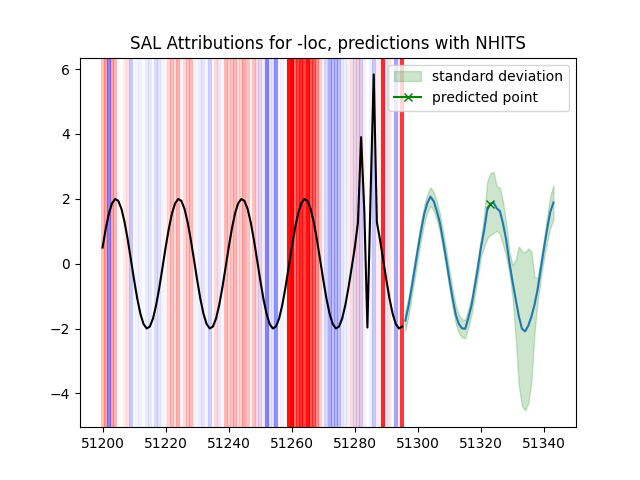 SAL Attributions for -loc, predictions with NHITS
standard deviation
predicted point
6
4
2
0
−2
−4
51200 51220 51240 51260 51280 51300 51320 51340